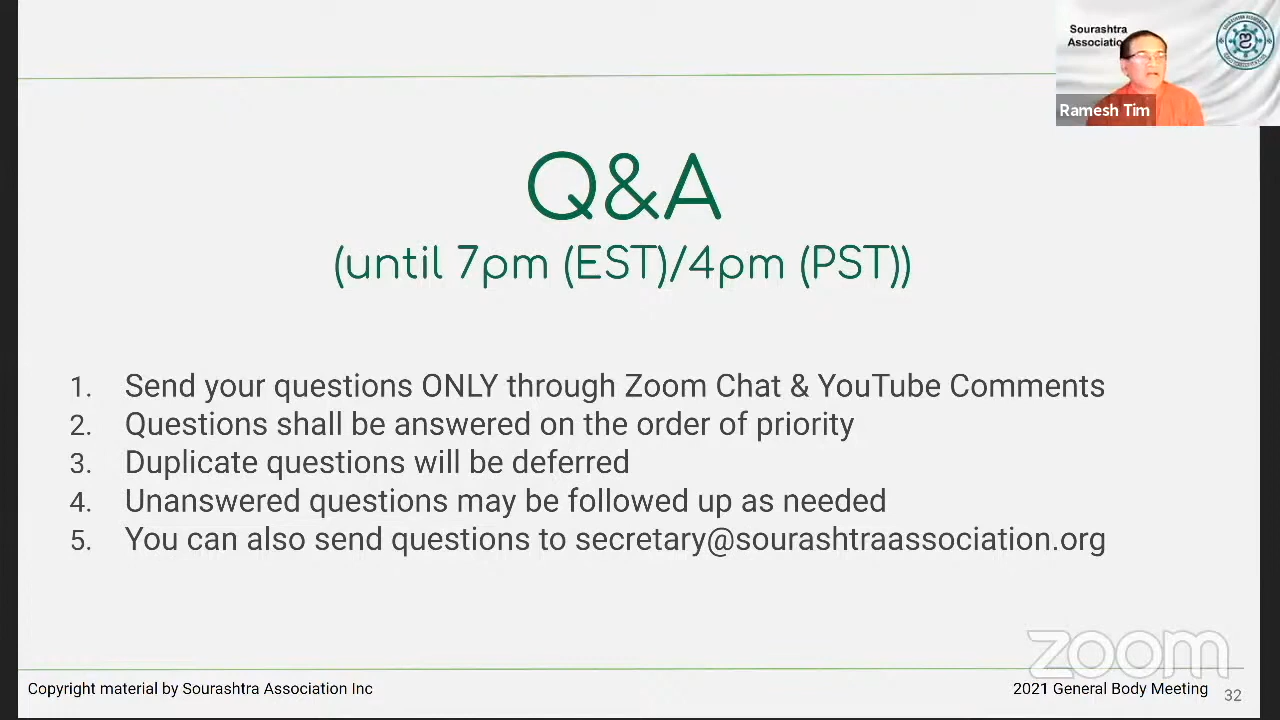 Sourashtra
Association
Ramesh Tim
Q&A
(until 7pm (EST)/4pm (PST))
1. Send your questions ONLY through Zoom Chat & YouTube Comments
2. Questions shall be answered on the order of priority
3. Duplicate questions will be deferred
4. Unanswered questions may be followed up as needed
5. You can also send questions to secretary@sourashtraassociation.org
zoom
Copyright material by Sourashtra Association Inc
2021 General Body Meeting
32